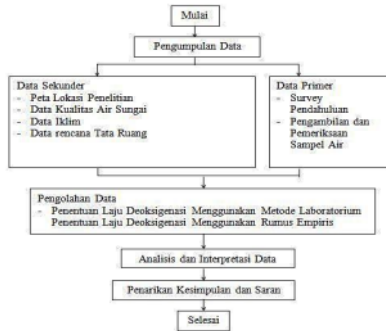 Mulai
Pengumpulan Data
Data Sekunder
- Peta Lokasi Penelitian
- Data Kualitas Air Sungai
- Data Iklim
- Data rencana Tata Ruang
Data Primer
- Survey
Pendahuluan
- Pengambilan dan
Pemeriksaan
Sampel Air
Pengolahan Data
- Penentuan Laju Deoksigenasi Menggunakan Metode Laboratorium
Penentuan Laju Deoksigenasi Menggunakan Rumus Empiris
Analisis dan Interpretasi Data
Penarikan Kesimpulan dan Saran
Selesai